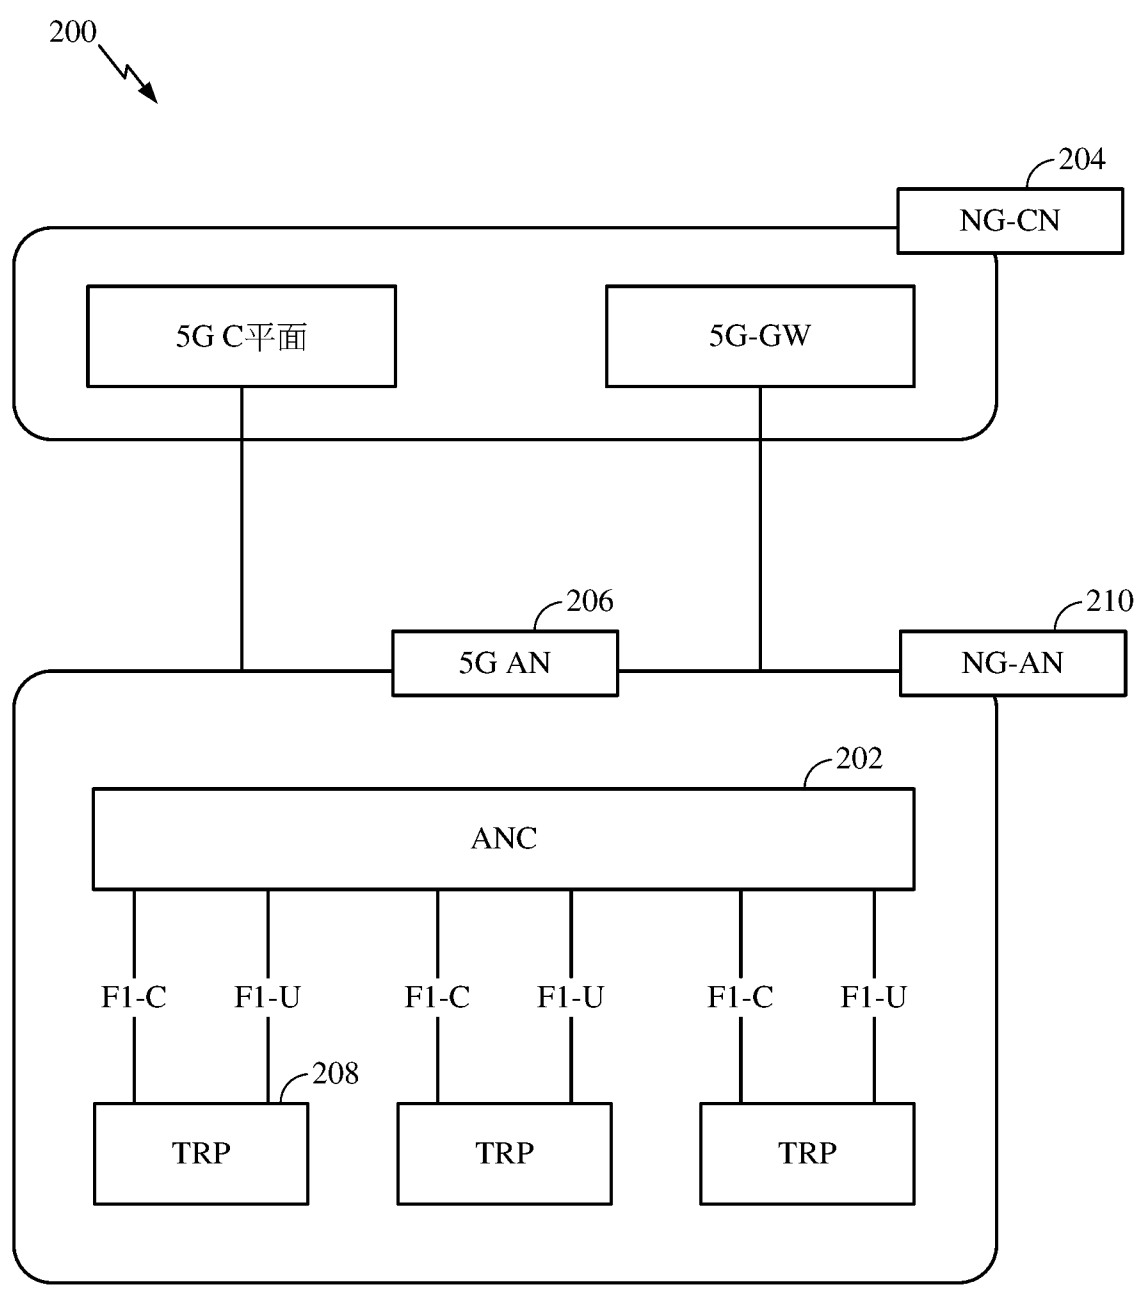 200
204
NG-CN
5G C平面
5G-GW
206
210
5G AN
NG-AN
202
ANC
F1-C
F1-U
F1-C
F1-U
F1-C
F1-U
208
TRP
TRP
TRP